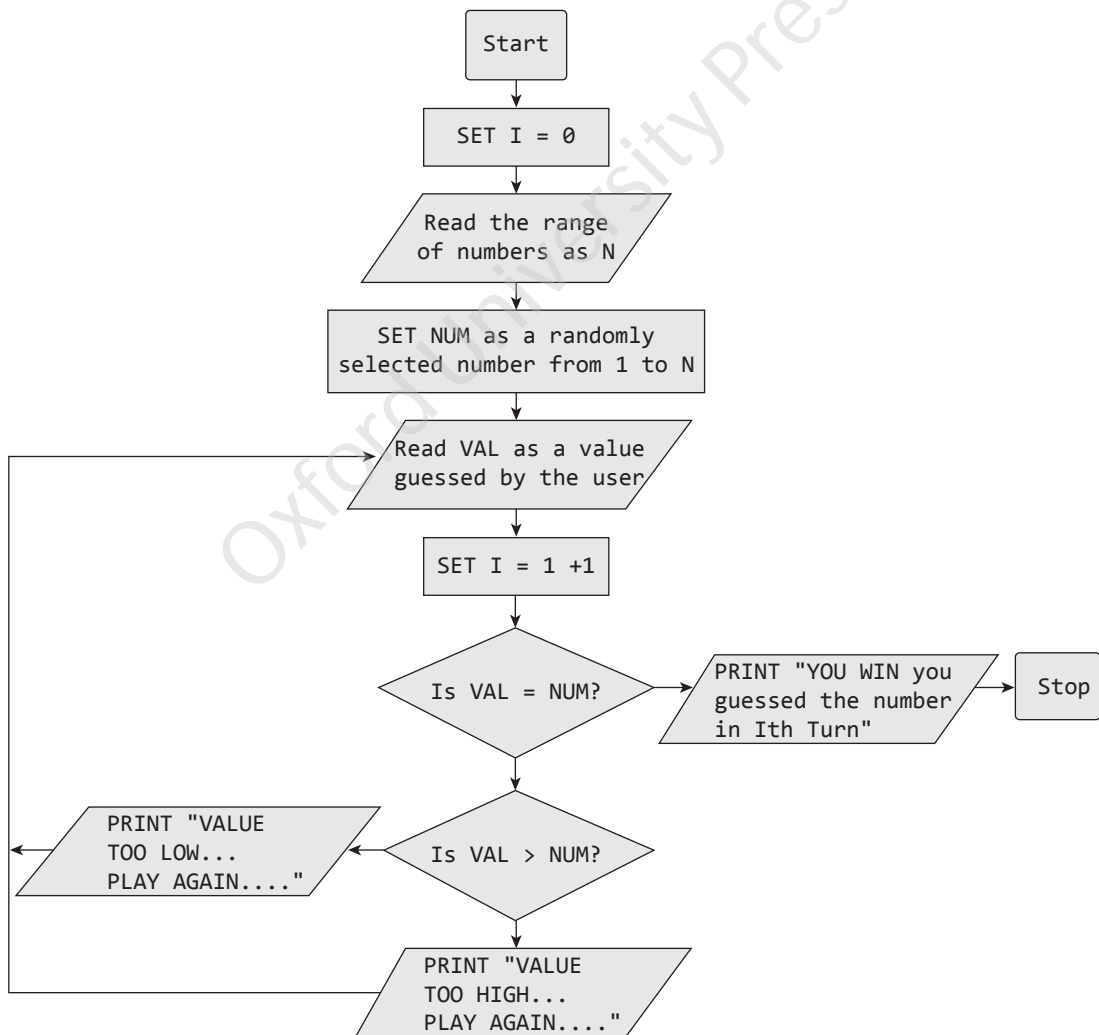 Start
SET I = 0
Read the range
of numbers as N
SET NUM as a randomly
selected number from 1 to N
Read VAL as a value
guessed by the user
SET I = 1 +1
Is VAL = NUM?
PRINT "YOU WIN you
guessed the number
in Ith Turn"
Stop
Is VAL > NUM?
PRINT "VALUE
TOO LOW...
PLAY AGAIN...."
PRINT "VALUE
TOO HIGH...
PLAY AGAIN...."
Oxford University Pres